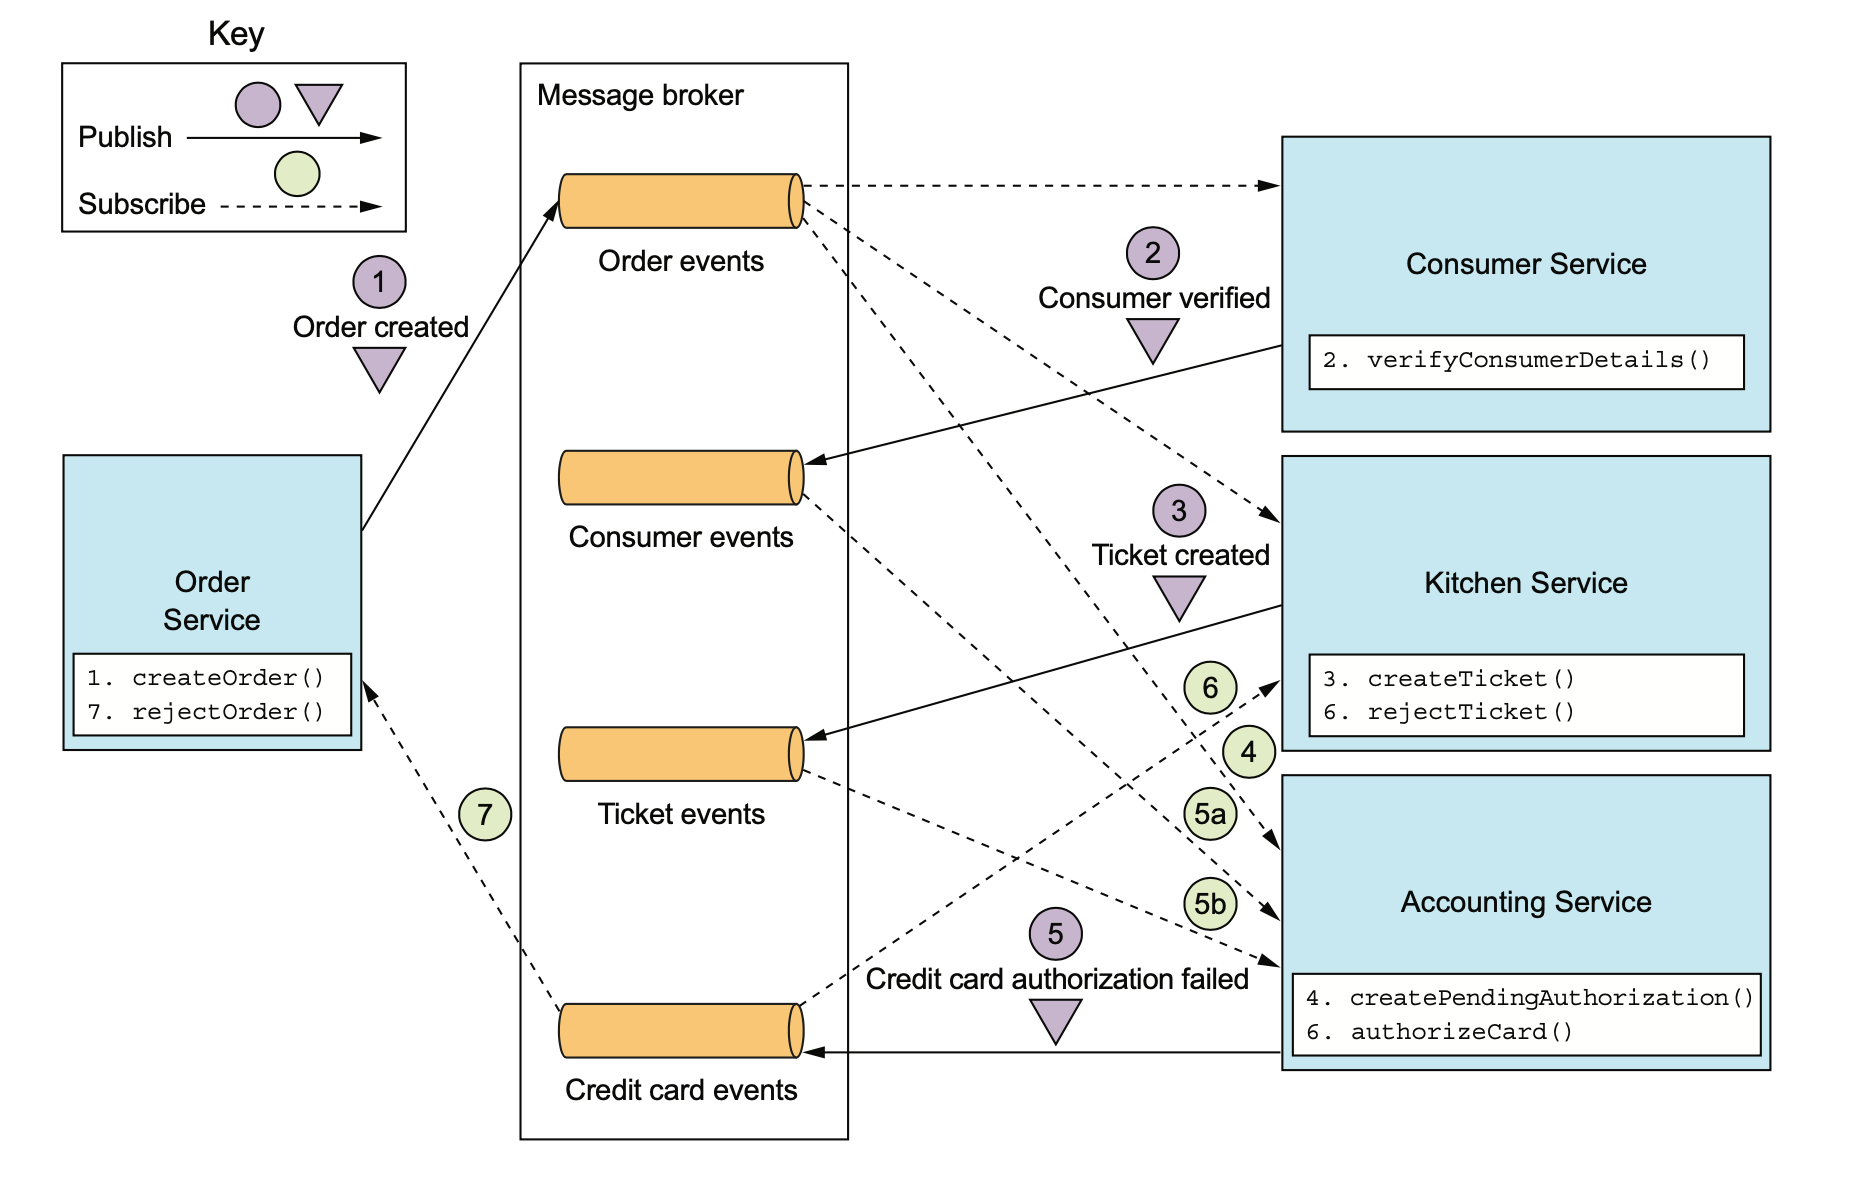 Key
Publish
Subscribe
Message broker
Order events
Consumer events
Ticket events
Credit card events
1
Order created
Order
Service
1. createOrder()
7. rejectOrder()
7
2
Consumer verified
Consumer Service
2. verifyConsumerDetails()
3
Ticket created
Kitchen Service
3. createTicket()
6. rejectTicket()
6
4
5a
5b
5
Credit card authorization failed
Accounting Service
4. createPendingAuthorization()
6. authorizeCard()